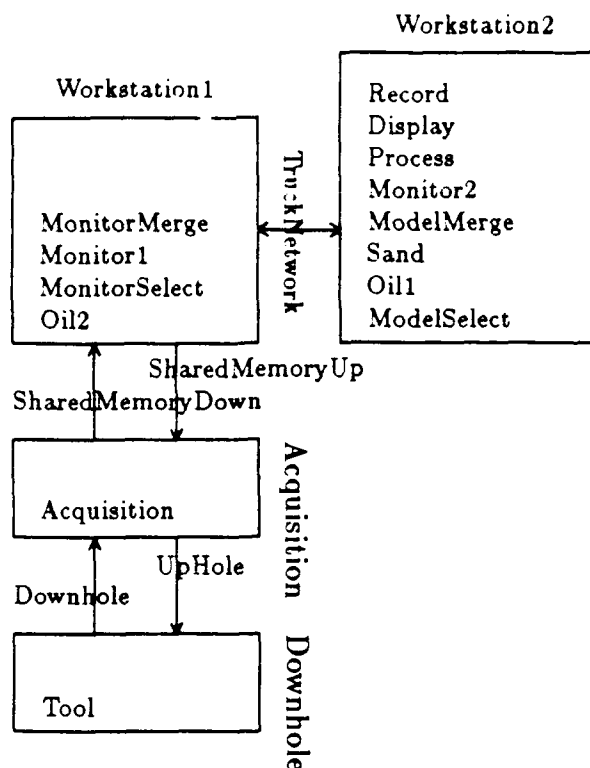 Workstation2
Workstation1
Record
Display
Process
Monitor2
ModelMerge
Sand
Oil1
ModelSelect
TruckNetwork
MonitorMerge
Monitor1
MonitorSelect
Oil2
SharedMemoryUp
SharedMemoryDown
Acquisition
Acquisition
UpHole
Downhole
Tool
Downhole